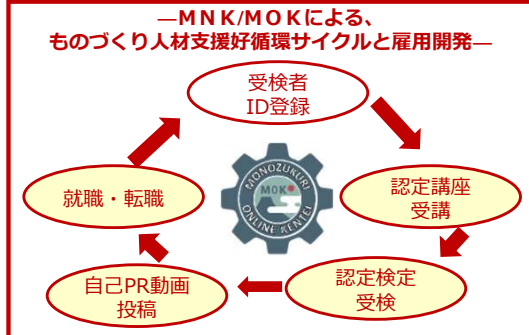 ―ＭＮＫ/ＭＯＫによる、
ものづくり人材支援好循環サイクルと雇用開発―
受検者
ID登録
認定講座
受講
認定検定
受検
自己PR動画
投稿
就職・転職
MONOZUKURI
MOK
ONLINE KENTEI